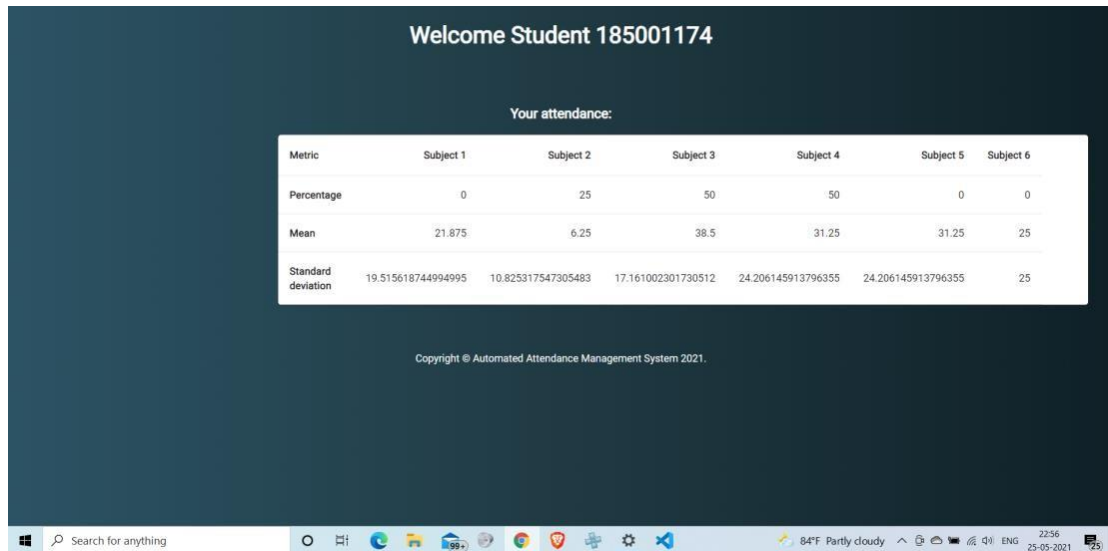 Welcome Student 185001174
Your attendance:
Metric Subject 1 Subject 2 Subject 3 Subject 4 Subject 5 Subject 6
Percentage 0 25 50 50 0 0
Mean 21.875 6.25 38.5 31.25 31.25 25
Standard
deviation 19.515618744994995 10.825317547305483 17.161002301730512 24.206145913796355 24.206145913796355 25
Copyright © Automated Attendance Management System 2021.
Search for anything 99+ 84°F Partly cloudy ENG 22:56
25-05-2021 25